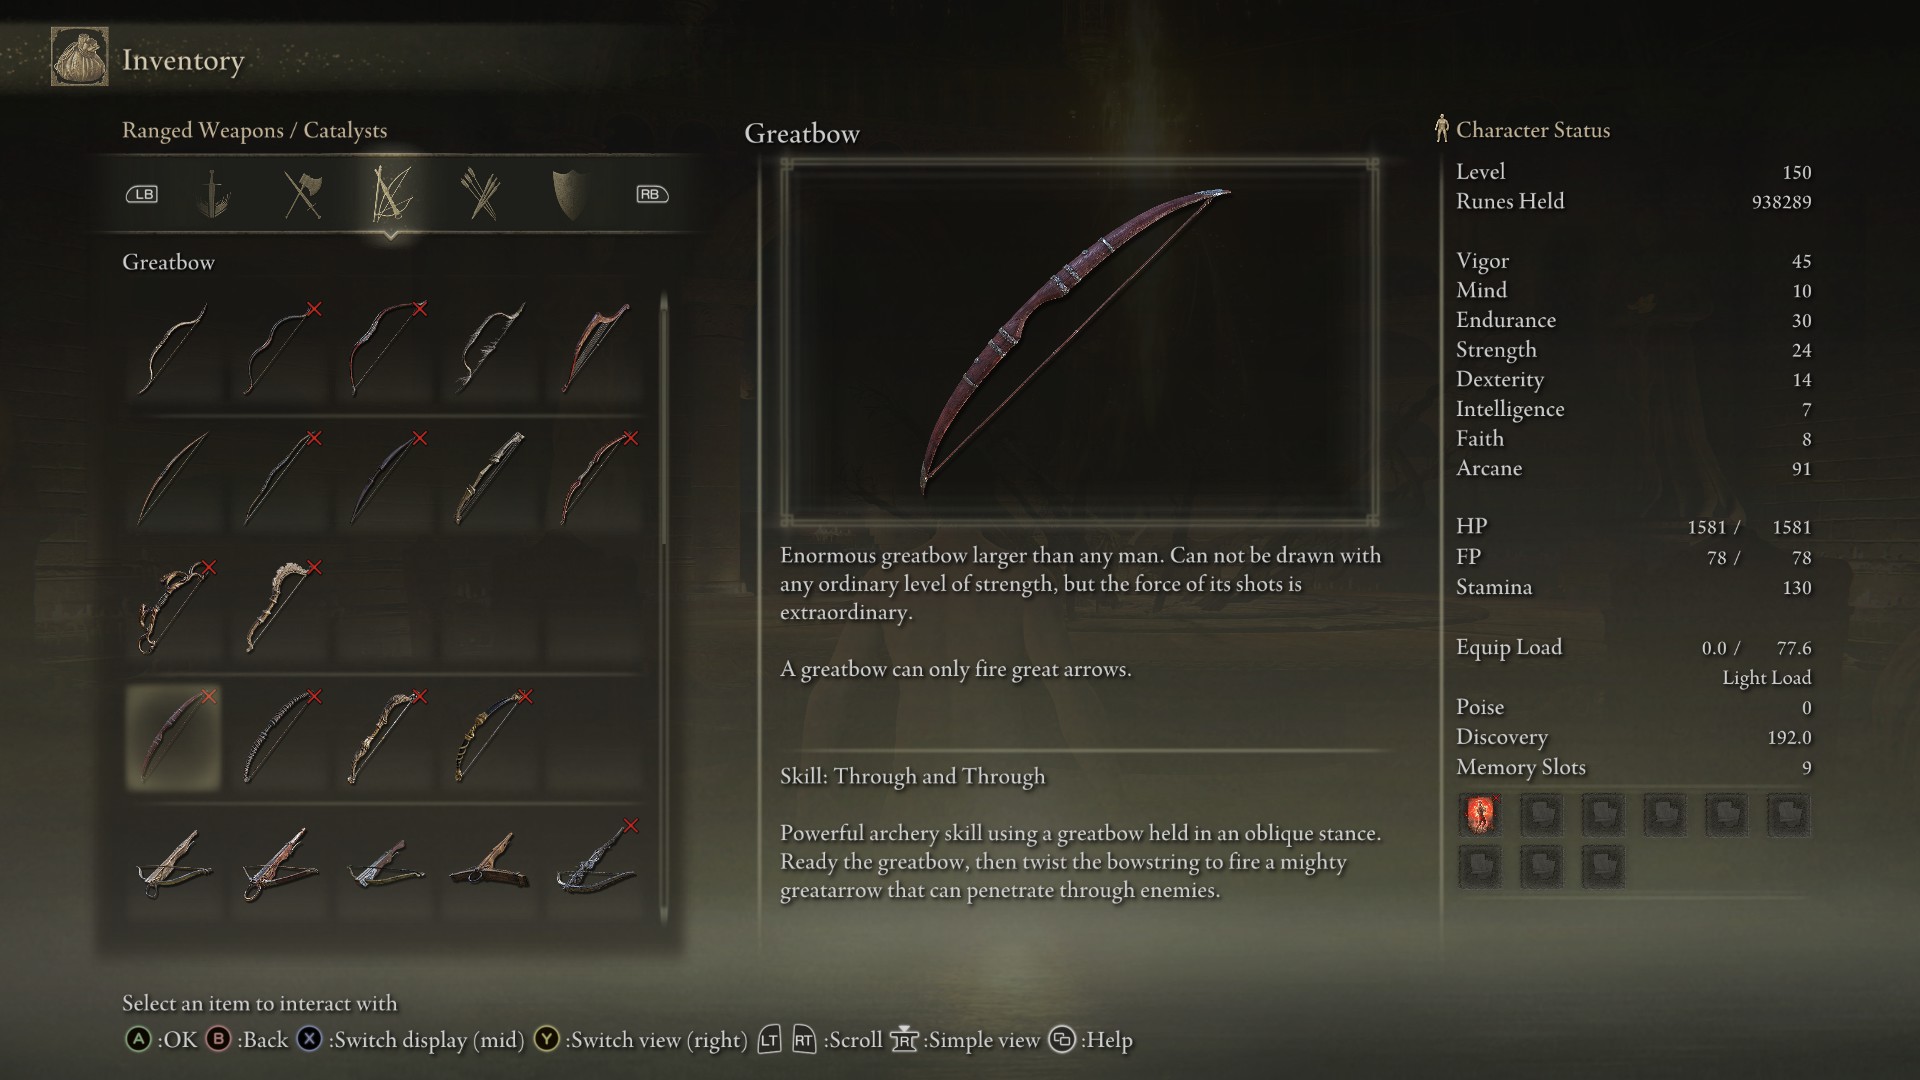 Inventory
Ranged Weapons / Catalysts
LB
RB
Greatbow
Greatbow
Enormous greatbow larger than any man. Can not be drawn with
any ordinary level of strength, but the force of its shots is
extraordinary.
A greatbow can only fire great arrows.
Skill: Through and Through
Powerful archery skill using a greatbow held in an oblique stance.
Ready the greatbow, then twist the bowstring to fire a mighty
greatarrow that can penetrate through enemies.
Character Status
Level 150
Runes Held 938289
Vigor 45
Mind 10
Endurance 30
Strength 24
Dexterity 14
Intelligence 7
Faith 8
Arcane 91
HP 1581 / 1581
FP 78 / 78
Stamina 130
Equip Load 0.0 / 77.6
Light Load
Poise 0
Discovery 192.0
Memory Slots 9
Select an item to interact with
A :OK B :Back X :Switch display (mid) Y :Switch view (right) LT RT :Scroll R :Simple view :Help